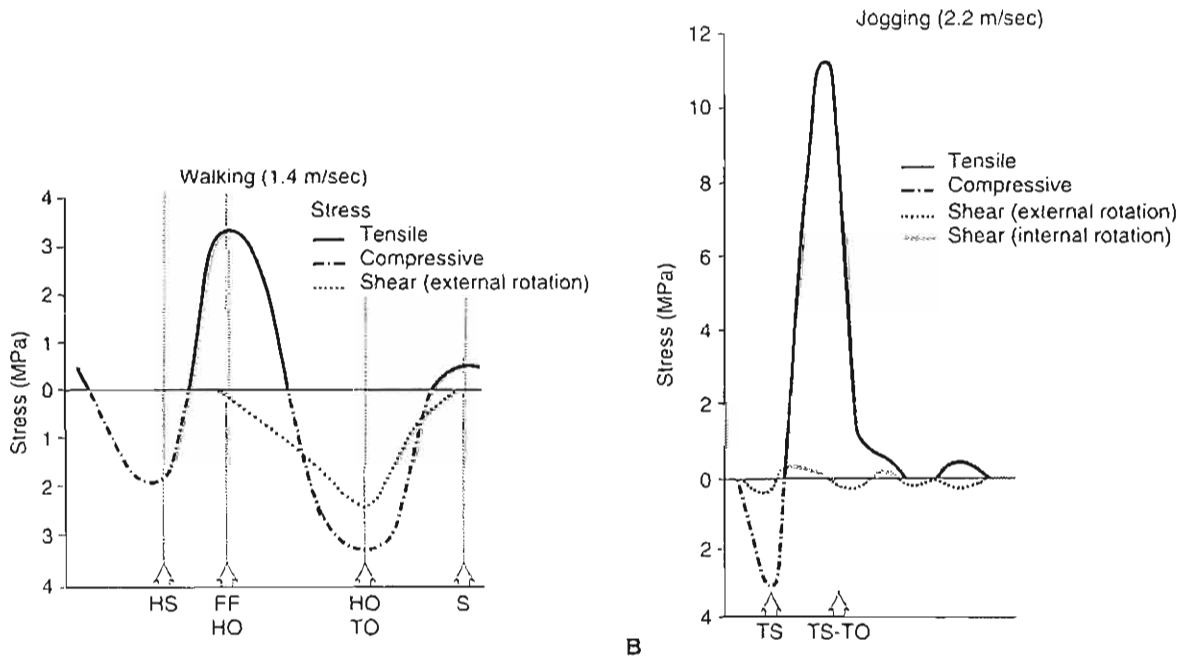 Walking (1.4 m/sec)
Stress
Tensile
Compressive
Shear (external rotation)
Stress (MPa)
4
3
2
1
0
1
2
3
4
HS
FF
HO
HO
TO
S
Jogging (2.2 m/sec)
Tensile
Compressive
Shear (external rotation)
Shear (internal rotation)
Stress (MPa)
12
10
8
6
4
2
0
2
4
TS
TS-TO
B